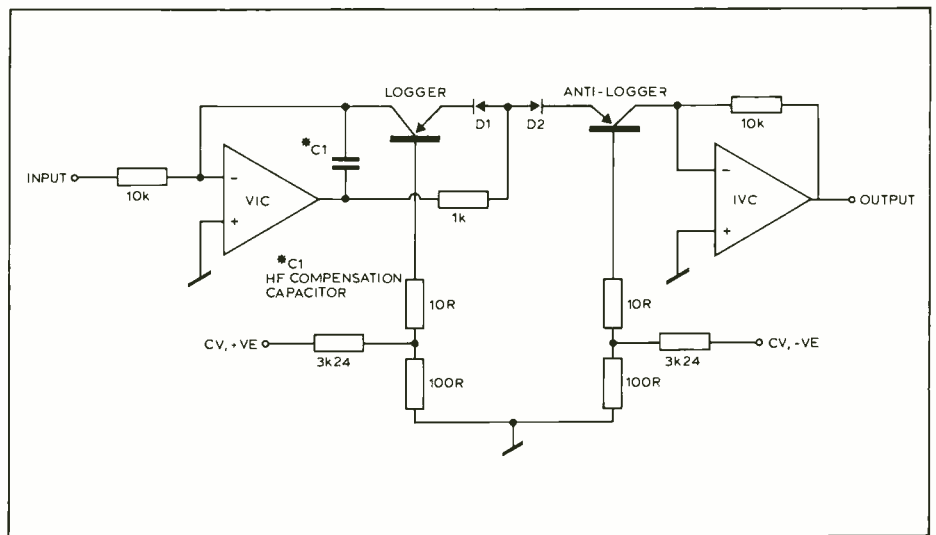 LOGGER
ANTI-LOGGER
D1
D2
10k
*C1
INPUT
10k
-
+
VIC
1k
-
+
IVC
OUTPUT
*C1
HF COMPENSATION
CAPACITOR
10R
10R
CV, +VE
3k24
3k24
CV, -VE
100R
100R